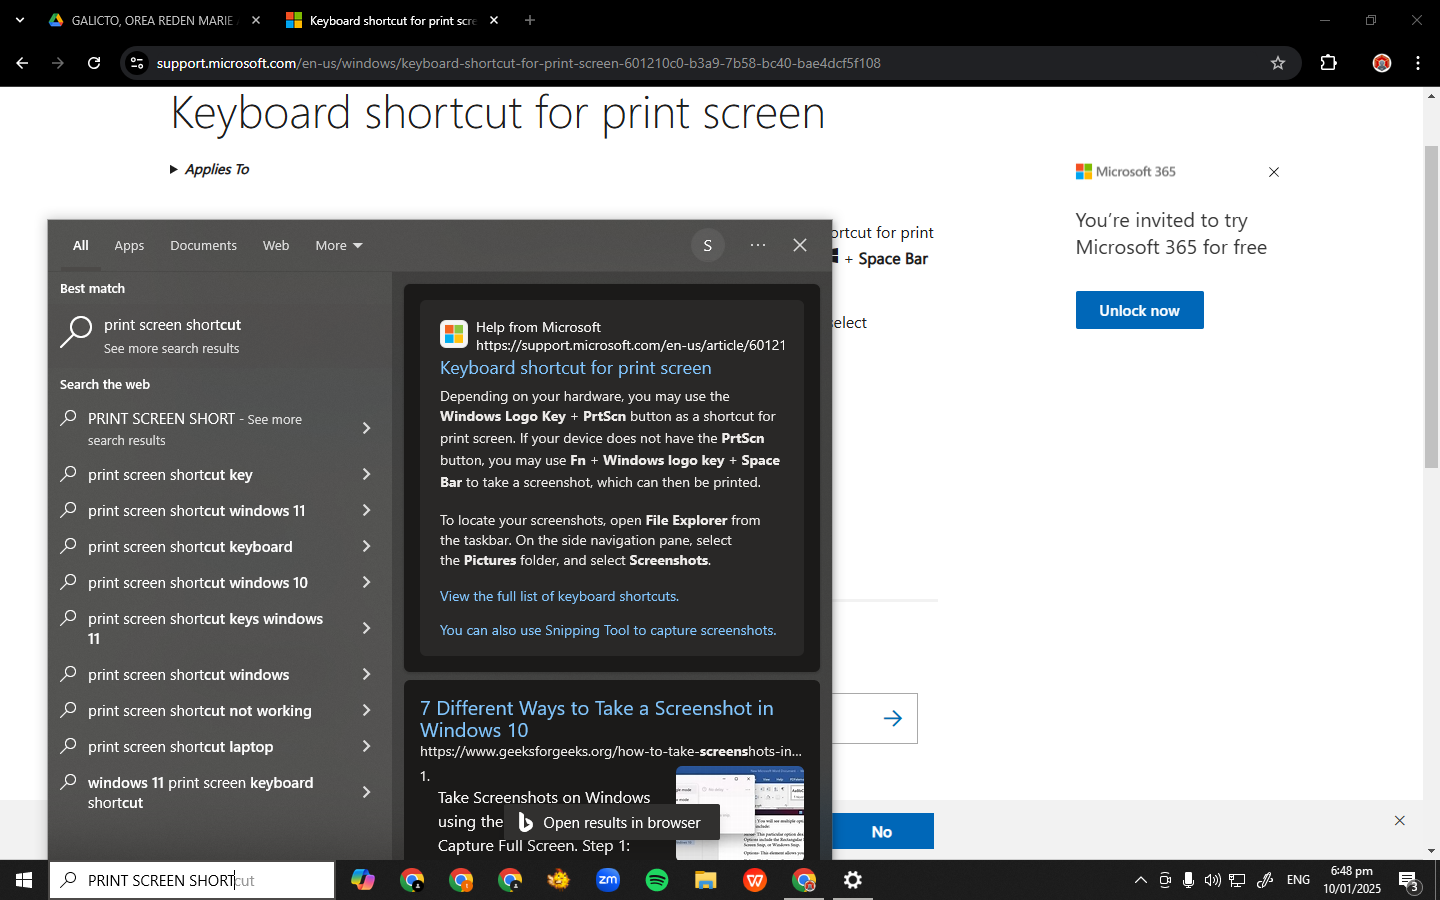 GALICTO, OREA REDEN MARIE
Keyboard shortcut for print scre
support.microsoft.com/en-us/windows/keyboard-shortcut-for-print-screen-601210c0-b3a9-7b58-bc40-bae4dcf5f108
Keyboard shortcut for print screen
Applies To
Microsoft 365
You're invited to try
Microsoft 365 for free
Unlock now
ortcut for print
+ Space Bar
select
No
All Apps Documents Web More
S
Best match
print screen shortcut
See more search results
Search the web
PRINT SCREEN SHORT - See more
search results
print screen shortcut key
print screen shortcut windows 11
print screen shortcut keyboard
print screen shortcut windows 10
print screen shortcut keys windows
11
print screen shortcut windows
print screen shortcut not working
print screen shortcut laptop
windows 11 print screen keyboard
shortcut
Help from Microsoft
https://support.microsoft.com/en-us/article/60121
Keyboard shortcut for print screen
Depending on your hardware, you may use the
Windows Logo Key + PrtScn button as a shortcut for
print screen. If your device does not have the PrtScn
button, you may use Fn + Windows logo key + Space
Bar to take a screenshot, which can then be printed.
To locate your screenshots, open File Explorer from
the taskbar. On the side navigation pane, select
the Pictures folder, and select Screenshots.
View the full list of keyboard shortcuts.
You can also use Snipping Tool to capture screenshots.
7 Different Ways to Take a Screenshot in
Windows 10
https://www.geeksforgeeks.org/how-to-take-screenshots-in...
1.
Take Screenshots on Windows
using the
Capture Full Screen. Step 1:
Open results in browser
PRINT SCREEN SHORTcut
zm
ENG
6:48 pm
10/01/2025
3